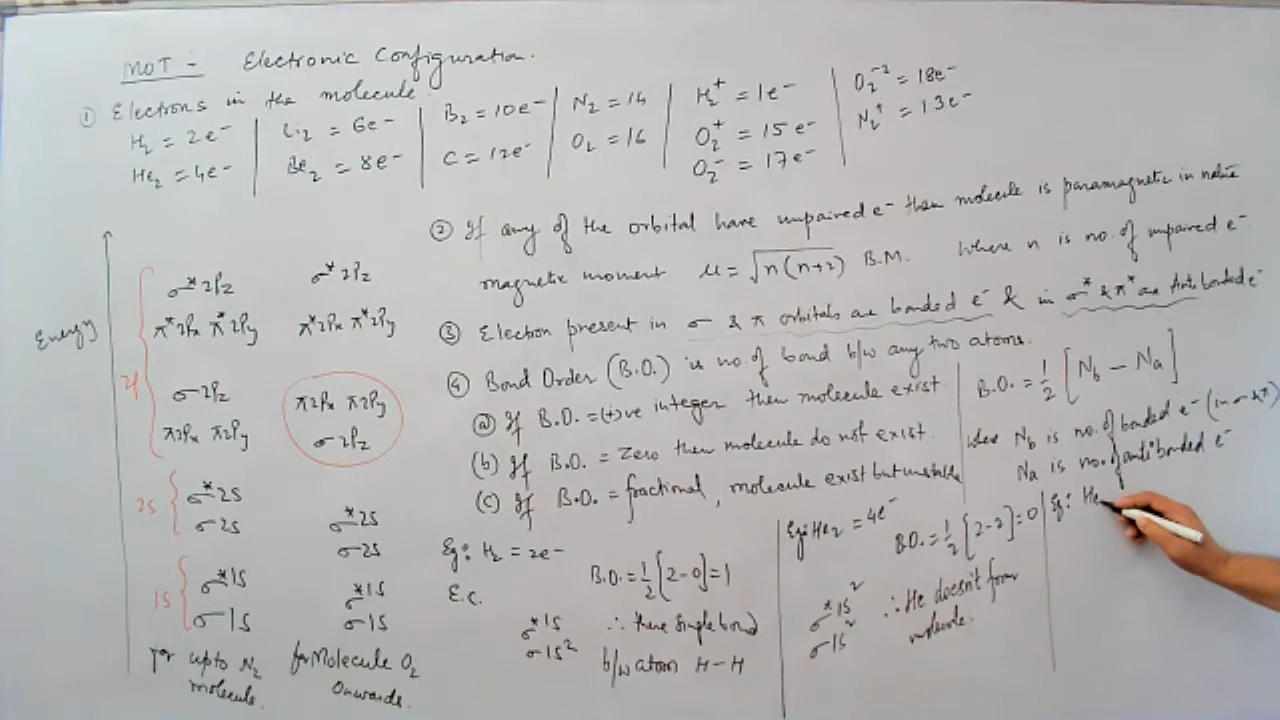 MOT :- Electronic Configuration.
① Electrons in the molecule
H2 = 2e-
He2 = 4e-
Li2 = 6e-
Be2 = 8e-
B2 = 10e-
C = 12e-
N2 = 14
O2 = 16
H2+ = 1e-
O2+ = 15e-
O2- = 17e-
O2-2 = 18e-
N2+ = 13e-
② If any of the orbital have unpaired e- then molecule is paramagnetic in nature
magnetic moment μ = √n(n+2) B.M. Where n is no. of unpaired e-.
③ Electron present in σ & π orbitals are bonded e- & in σ* & π* are Antibonded e-
④ Bond Order (B.O.) is no. of bond b/w any two atoms.
(a) If B.O. = (+)ve integer then molecule exist
(b) If B.O. = zero then molecule do not exist.
(c) If B.O. = fractional, molecule exist but unstable
B.O. = 1/2 [Nb - Na]
where Nb is no. of bonded e- (in σ & π)
Na is no. of antibonded e-
Energy
2p
σ*2Pz
π*2Px π*2Py
σ2Pz
π2Px π2Py
2s
σ*2S
σ2S
1s
σ*1S
σ1S
for upto N2
molecule.
σ*2Pz
π*2Px π*2Py
π2Px π2Py
σ2Pz
σ*2S
σ2S
σ*1S
σ1S
for Molecule O2
Onwards.
Eg: H2 = 2e-
E.C.
σ*1S
σ1S2
B.O. = 1/2 [2-0] = 1
∴ there single bond
b/w atom H-H
Eg: He2 = 4e-
B.O. = 1/2 [2-2] = 0
σ*1S2
σ1S2
∴ He doesn't form
molecule.
Eg: He